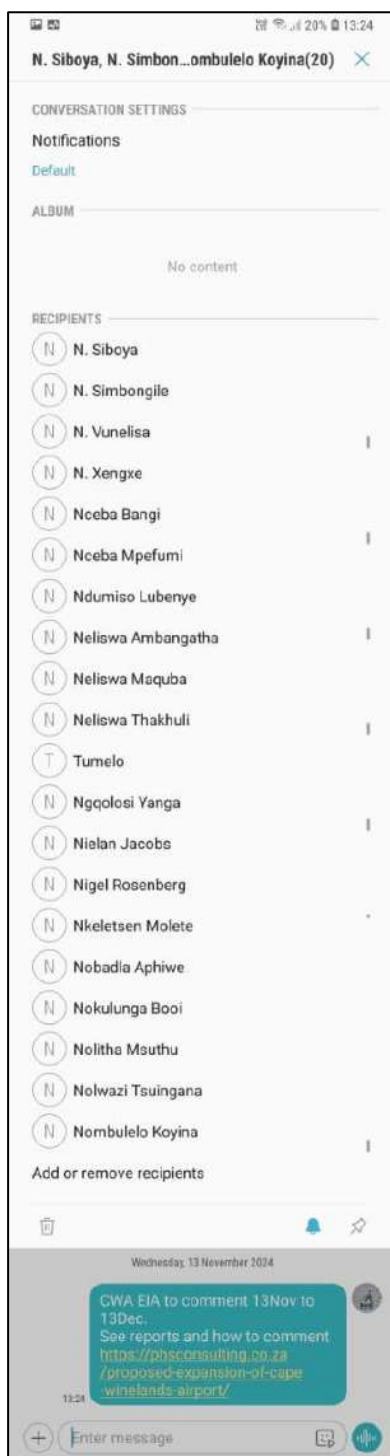 20% 13:24
N. Siboya, N. Simbon...ombulelo Koyina(20)
CONVERSATION SETTINGS
Notifications
Default
ALBUM
No content
RECIPIENTS
N N. Siboya
N N. Simbongile
N N. Vunelisa
N N. Xengxe
N Nceba Bangi
N Nceba Mpefumi
N Ndumiso Lubenye
N Neliswa Ambangatha
N Neliswa Maquba
N Neliswa Thakhuli
T Tumelo
N Ngqolosi Yanga
N Nielan Jacobs
N Nigel Rosenberg
N Nkeletsen Molete
N Nobadla Aphiwe
N Nokulunga Booi
N Nolitha Msuthu
N Nolwazi Tsuingana
N Nombulelo Koyina
Add or remove recipients
Wednesday, 13 November 2024
CWA EIA to comment 13Nov to
13Dec.
See reports and how to comment
https://phsconsulting.co.za
/proposed-expansion-of-cape
-winelands-airport/
13:24
Enter message